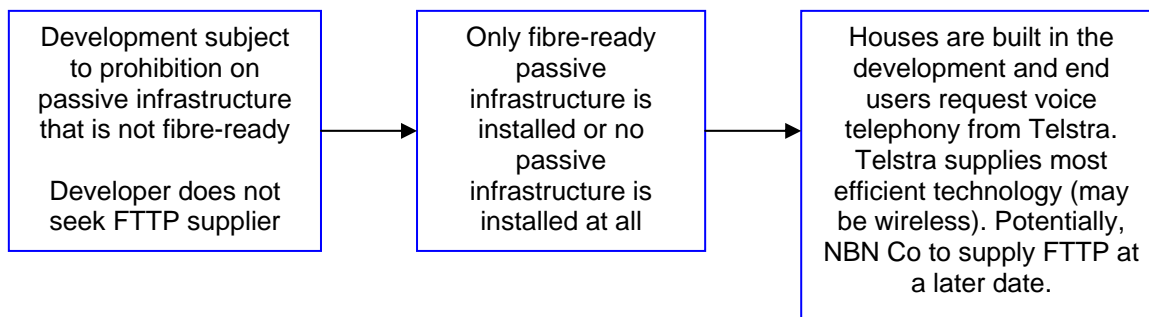 Development subject
to prohibition on
passive infrastructure
that is not fibre-ready
Developer does not
seek FTTP supplier
Only fibre-ready
passive
infrastructure is
installed or no
passive
infrastructure is
installed at all
Houses are built in the
development and end
users request voice
telephony from Telstra.
Telstra supplies most
efficient technology (may
be wireless). Potentially,
NBN Co to supply FTTP at
a later date.